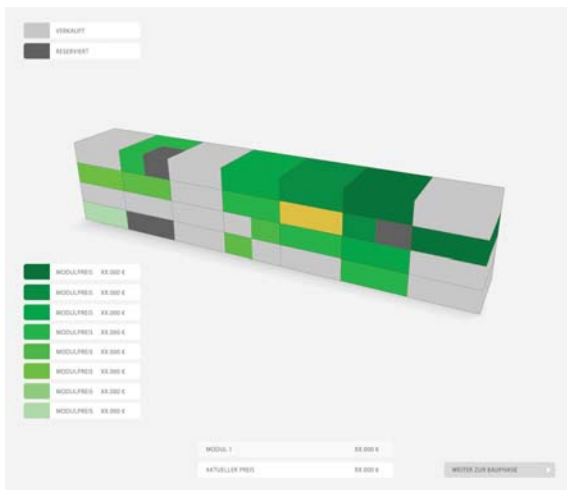 VERKAUFT
RESERVIERT
MODULPREIS XX.000 €
MODULPREIS XX.000 €
MODULPREIS XX.000 €
MODULPREIS XX.000 €
MODULPREIS XX.000 €
MODULPREIS XX.000 €
MODULPREIS XX.000 €
MODULPREIS XX.000 €
MODUL 1 XX.000 €
AKTUELLER PREIS XX.000 €
WEITER ZUR BAUPHASE